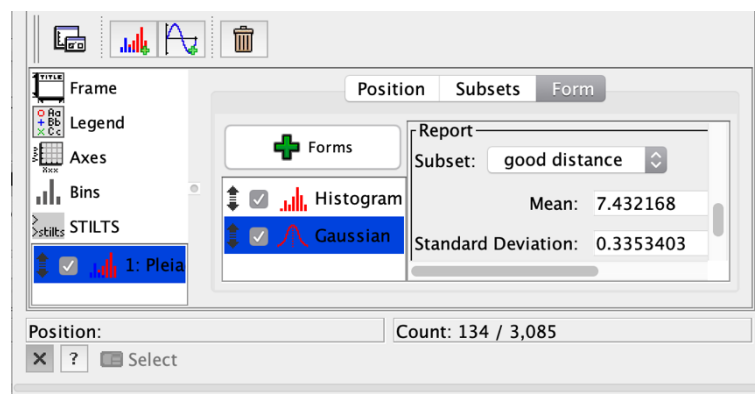 Frame
Legend
Axes
Bins
STILTS
1: Pleia
Position Subsets Form
Forms
Histogram
Gaussian
Report
Subset: good distance
Mean: 7.432168
Standard Deviation: 0.3353403
Position: Count: 134 / 3,085
? Select